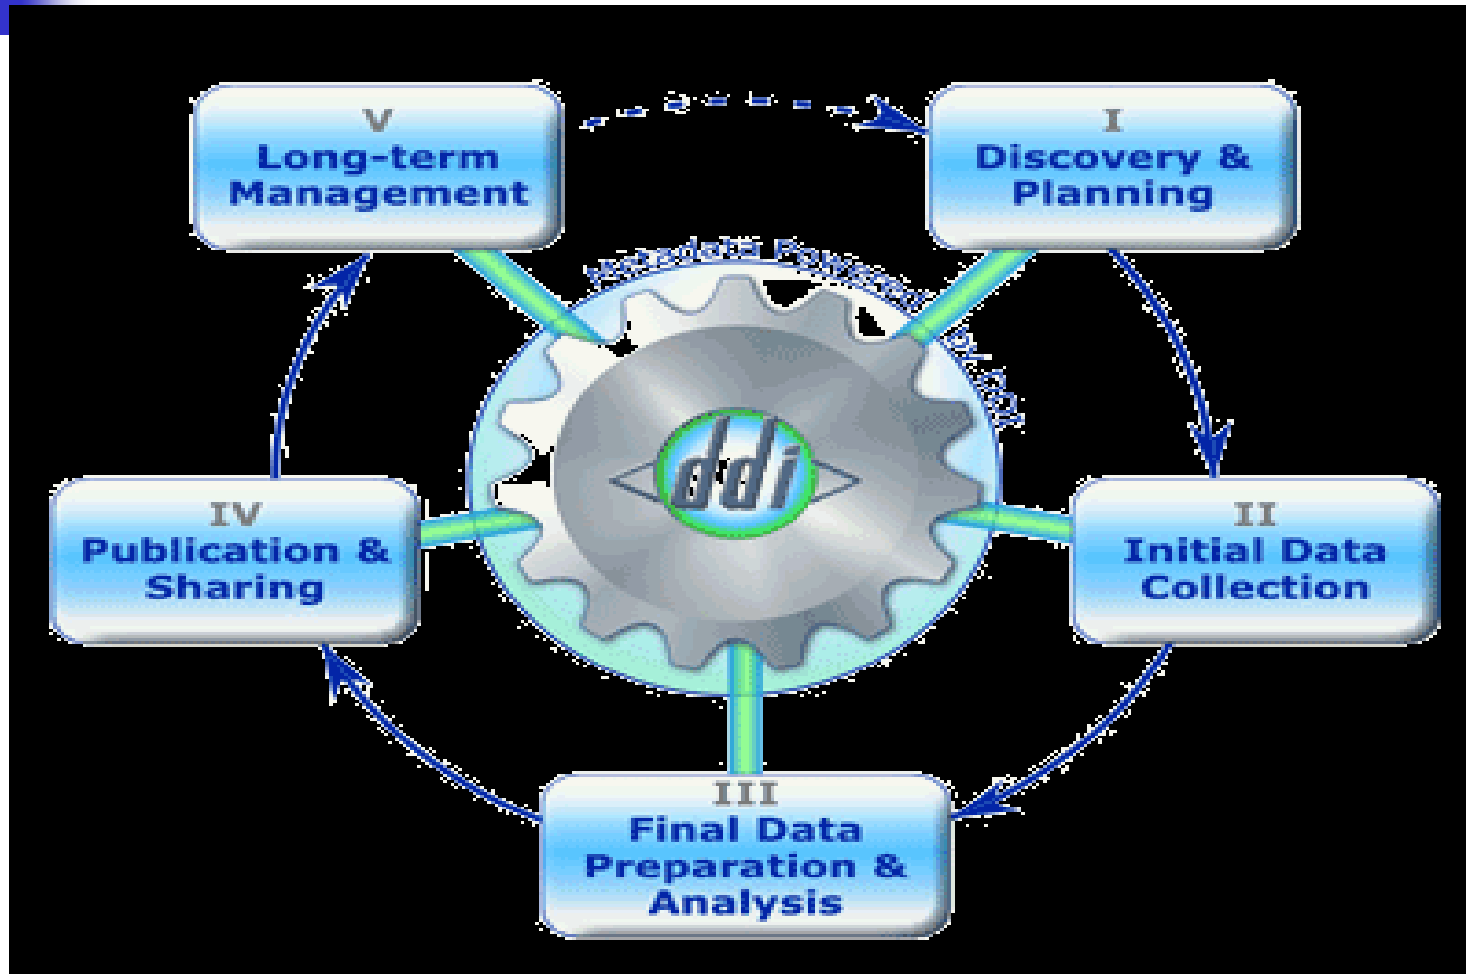 V
Long-term
Management
I
Discovery &
Planning
Metadata Powered by DDI
ddi
IV
Publication &
Sharing
II
Initial Data
Collection
III
Final Data
Preparation &
Analysis